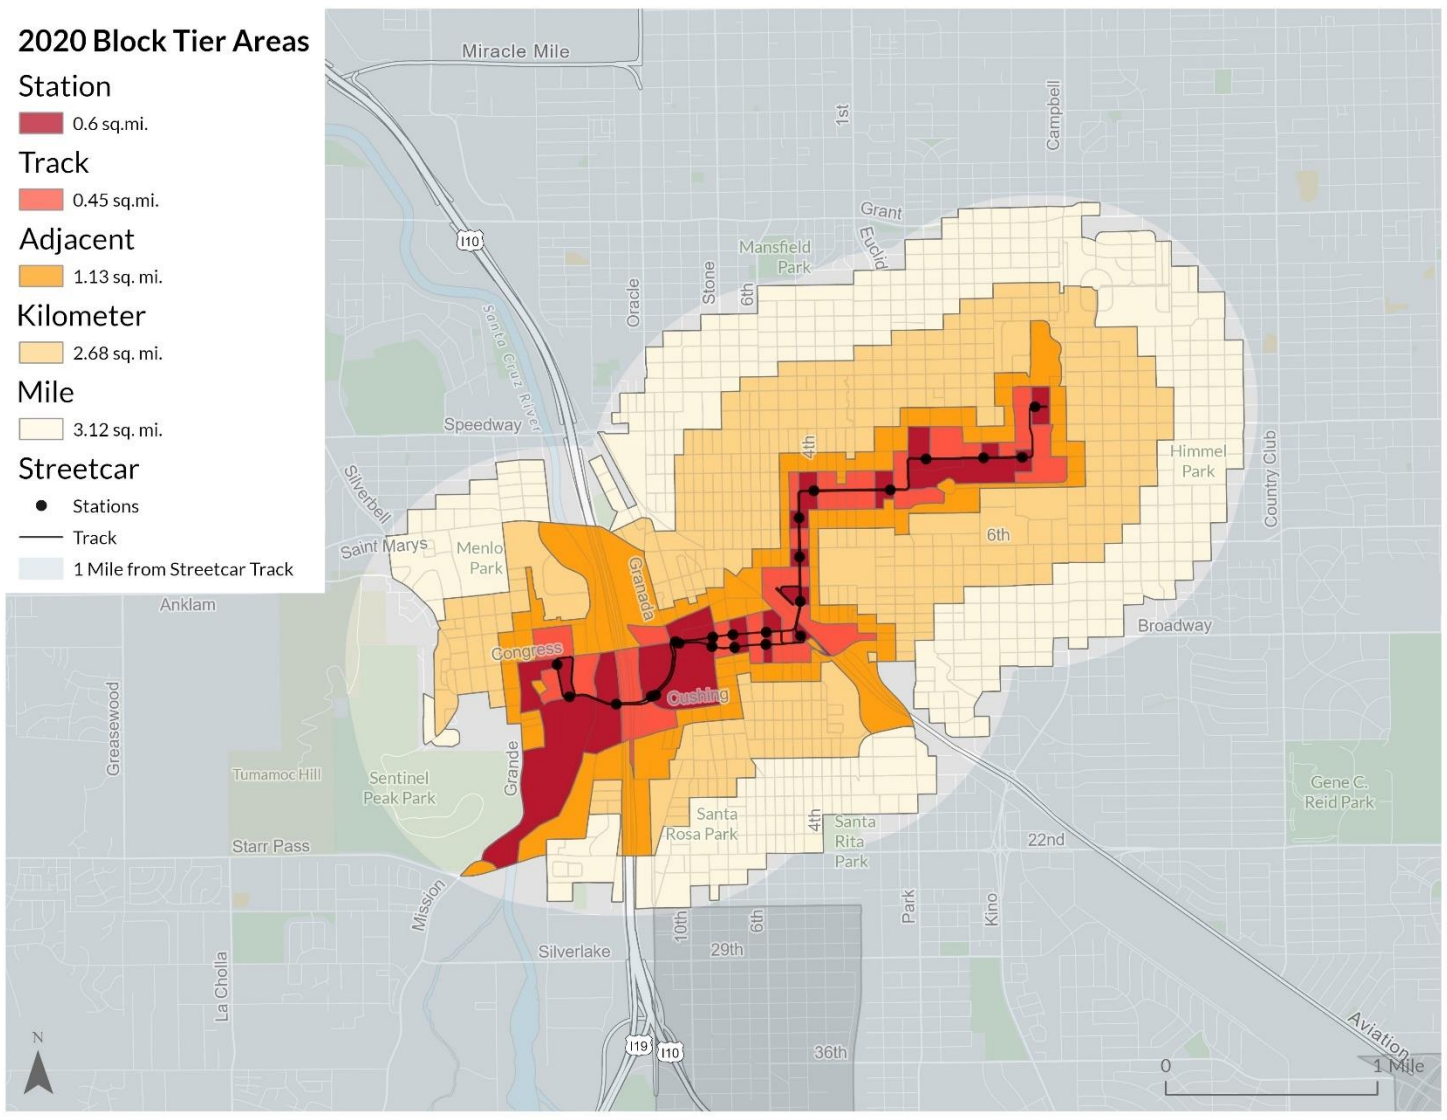 2020 Block Tier Areas
Station
0.6 sq.mi.
Track
0.45 sq.mi.
Adjacent
1.13 sq. mi.
Kilometer
2.68 sq. mi.
Mile
3.12 sq. mi.
Streetcar
Stations
Track
1 Mile from Streetcar Track
Miracle Mile
1st
Campbell
Grant
Euclid
I10
Mansfield
Park
Oracle
Stone
6th
Santa Cruz River
Speedway
4th
Himmel
Park
Country Club
Silverbell
Saint Marys
Menlo
Park
6th
Granada
Anklam
Broadway
Congress
Cushing
Greasewood
Grande
Tumamoc Hill
Sentinel
Peak Park
Gene C.
Reid Park
Santa
Rosa Park
4th
Santa
Rita
Park
Starr Pass
22nd
Mission
10th
6th
Park
Kino
Silverlake
29th
La Cholla
N
I19
I10
36th
Aviation
0
1 Mile